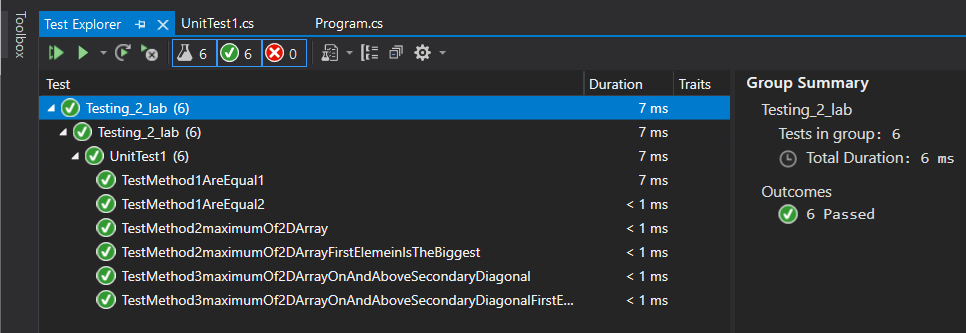 Toolbox
Test Explorer UnitTest1.cs Program.cs
6 6 0
Test Duration Traits
Testing_2_lab (6) 7 ms
Testing_2_lab (6) 7 ms
UnitTest1 (6) 7 ms
TestMethod1AreEqual1 7 ms
TestMethod1AreEqual2 < 1 ms
TestMethod2maximumOf2DArray < 1 ms
TestMethod2maximumOf2DArrayFirstElemeinIsTheBiggest < 1 ms
TestMethod3maximumOf2DArrayOnAndAboveSecondaryDiagonal < 1 ms
TestMethod3maximumOf2DArrayOnAndAboveSecondaryDiagonalFirstE... < 1 ms
Group Summary
Testing_2_lab
Tests in group: 6
Total Duration: 6 ms
Outcomes
6 Passed